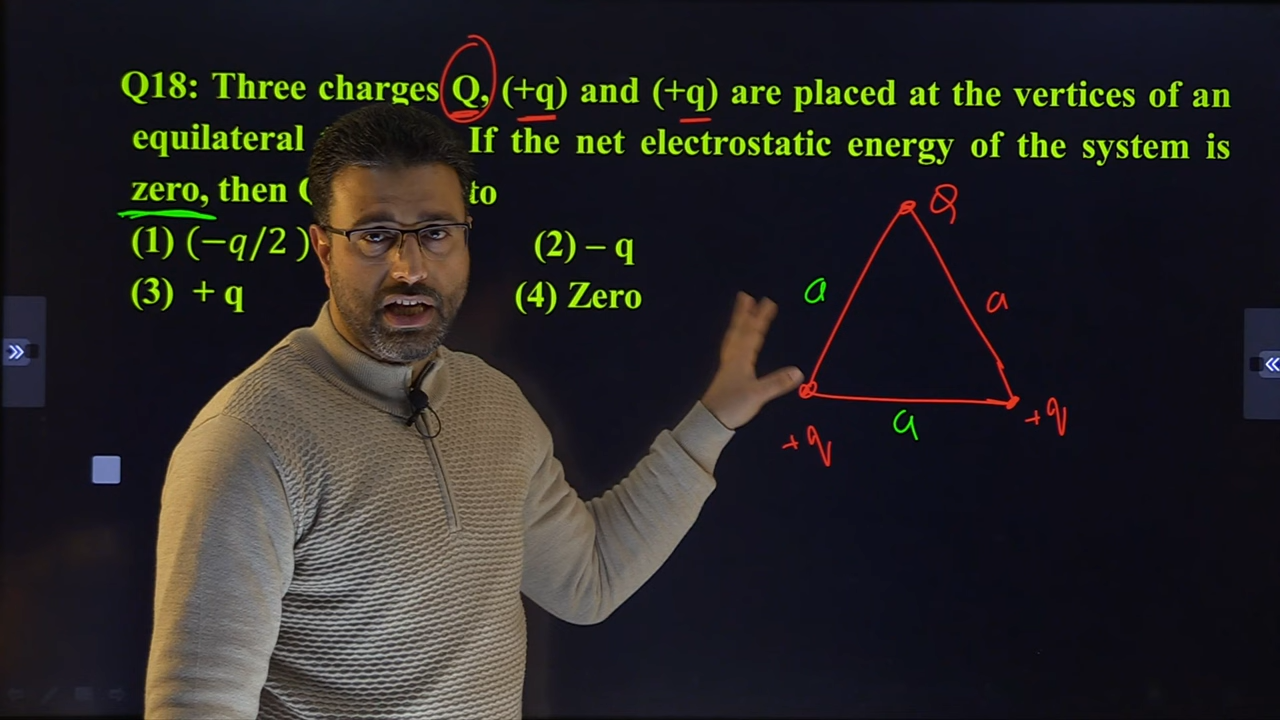 Q18: Three charges Q, (+q) and (+q) are placed at the vertices of an
equilateral If the net electrostatic energy of the system is
zero, then to
(1) (−q/2 ) (2) – q
(3) + q (4) Zero
Q
a a
+q a +q